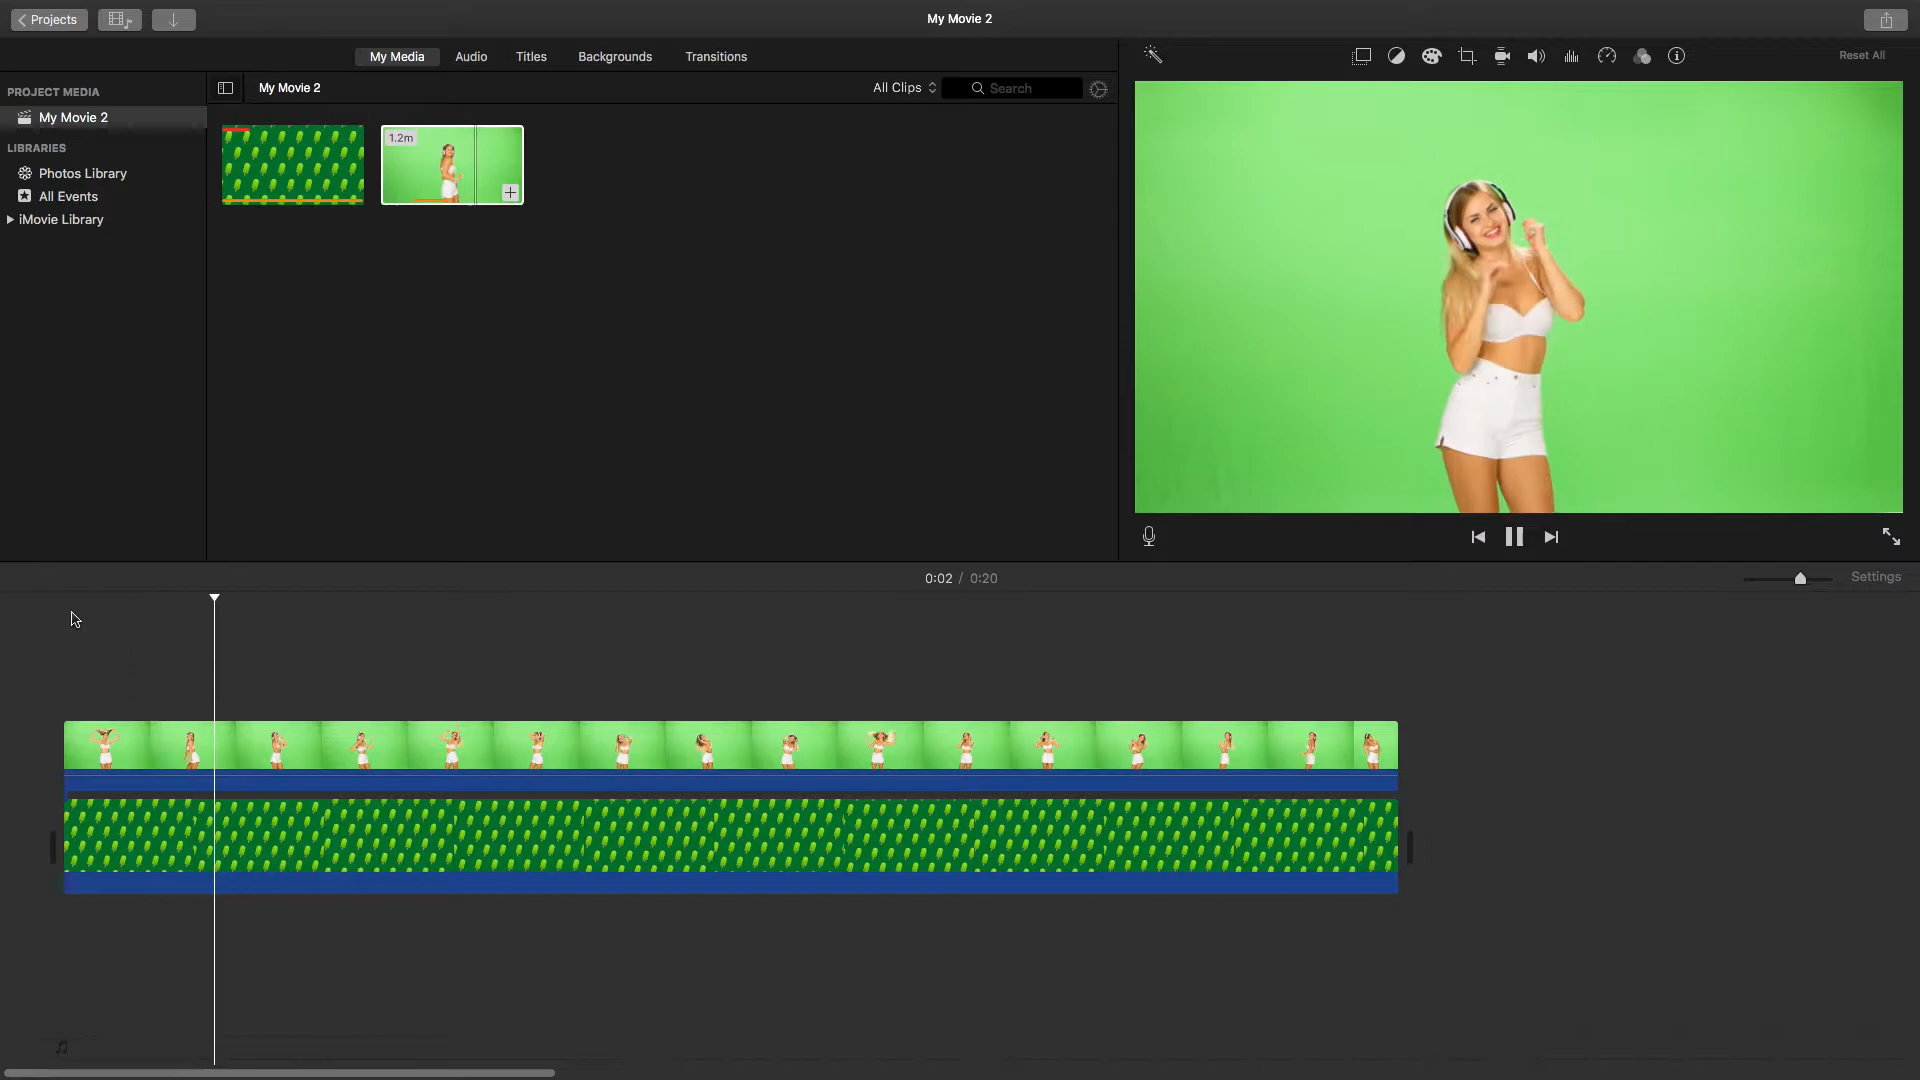 Projects
My Movie 2
My Media Audio Titles Backgrounds Transitions
Reset All
PROJECT MEDIA
My Movie 2
All Clips
Search
My Movie 2
LIBRARIES
Photos Library
All Events
iMovie Library
1.2m
0:02 / 0:20
Settings